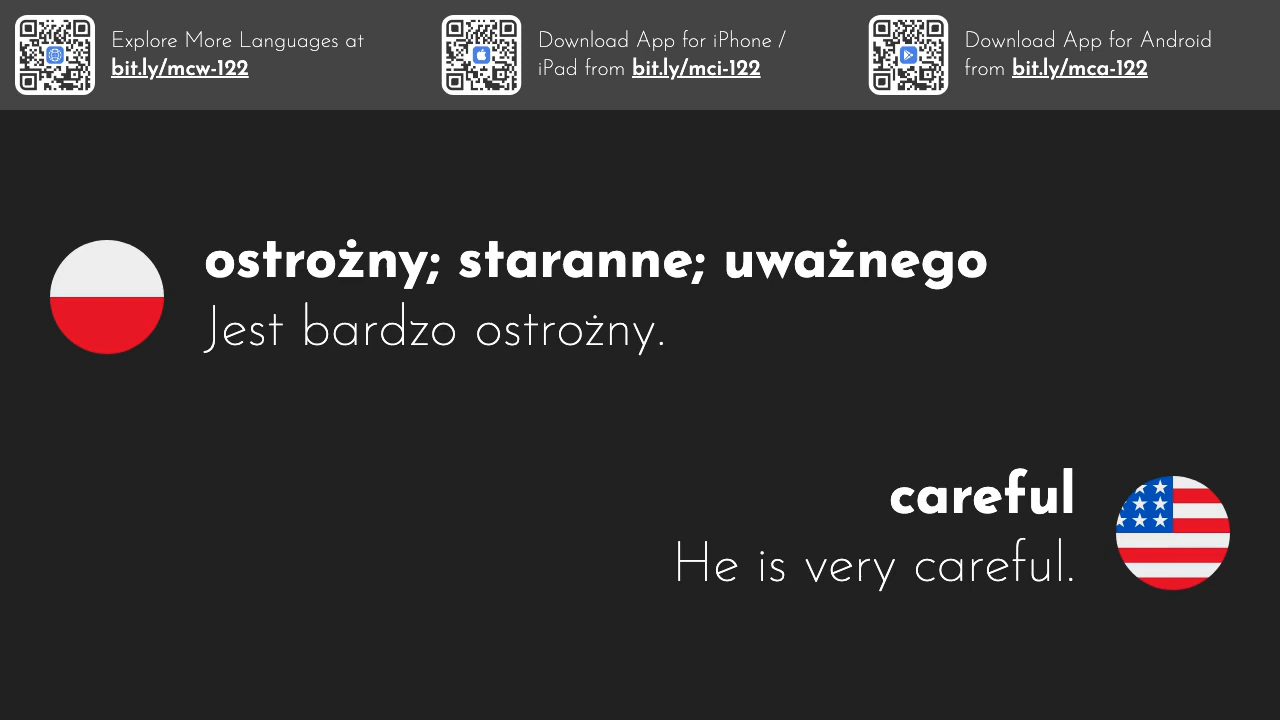 Explore More Languages at
bit.ly/mcw-122
Download App for iPhone /
iPad from bit.ly/mci-122
Download App for Android
from bit.ly/mca-122
ostrożny; staranne; uważnego
Jest bardzo ostrożny.
careful
He is very careful.